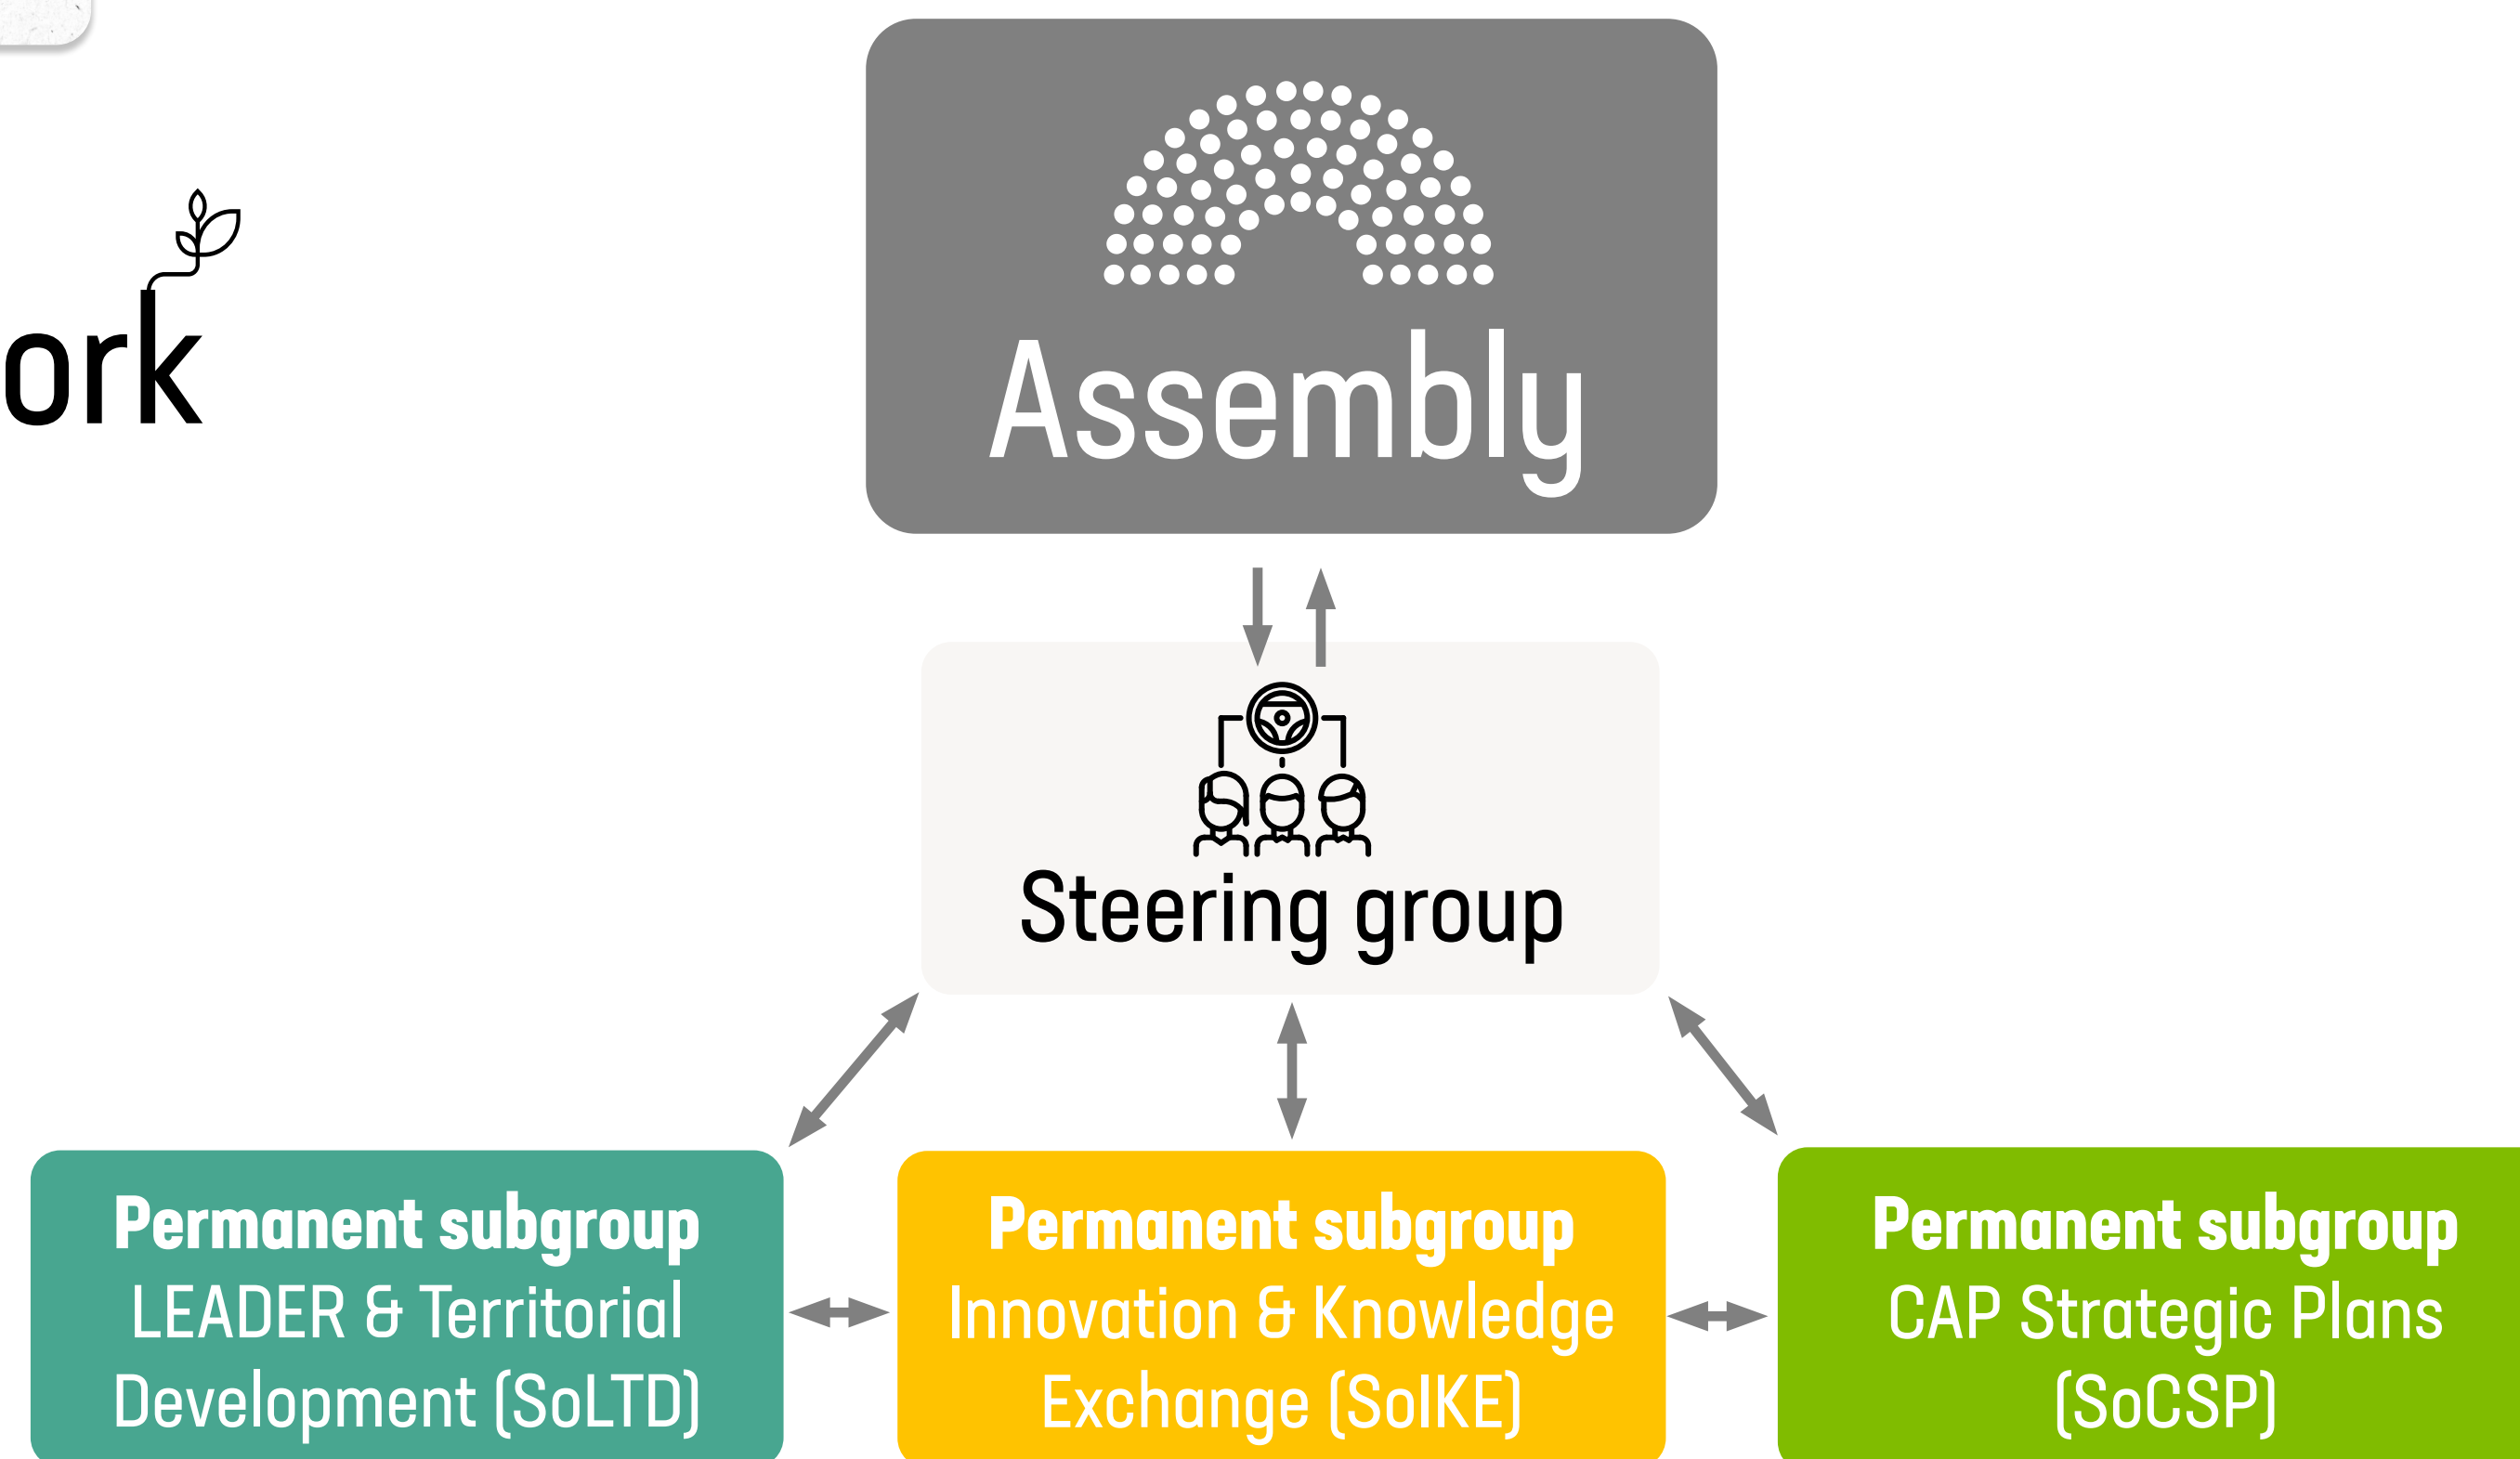 Assembly
ork
Steering group
Permanent subgroup
LEADER & Territorial
Development (SoLTD)
Permanent subgroup
Innovation & Knowledge
Exchange (SoIKE)
Permanent subgroup
CAP Strategic Plans
(SoCSP)